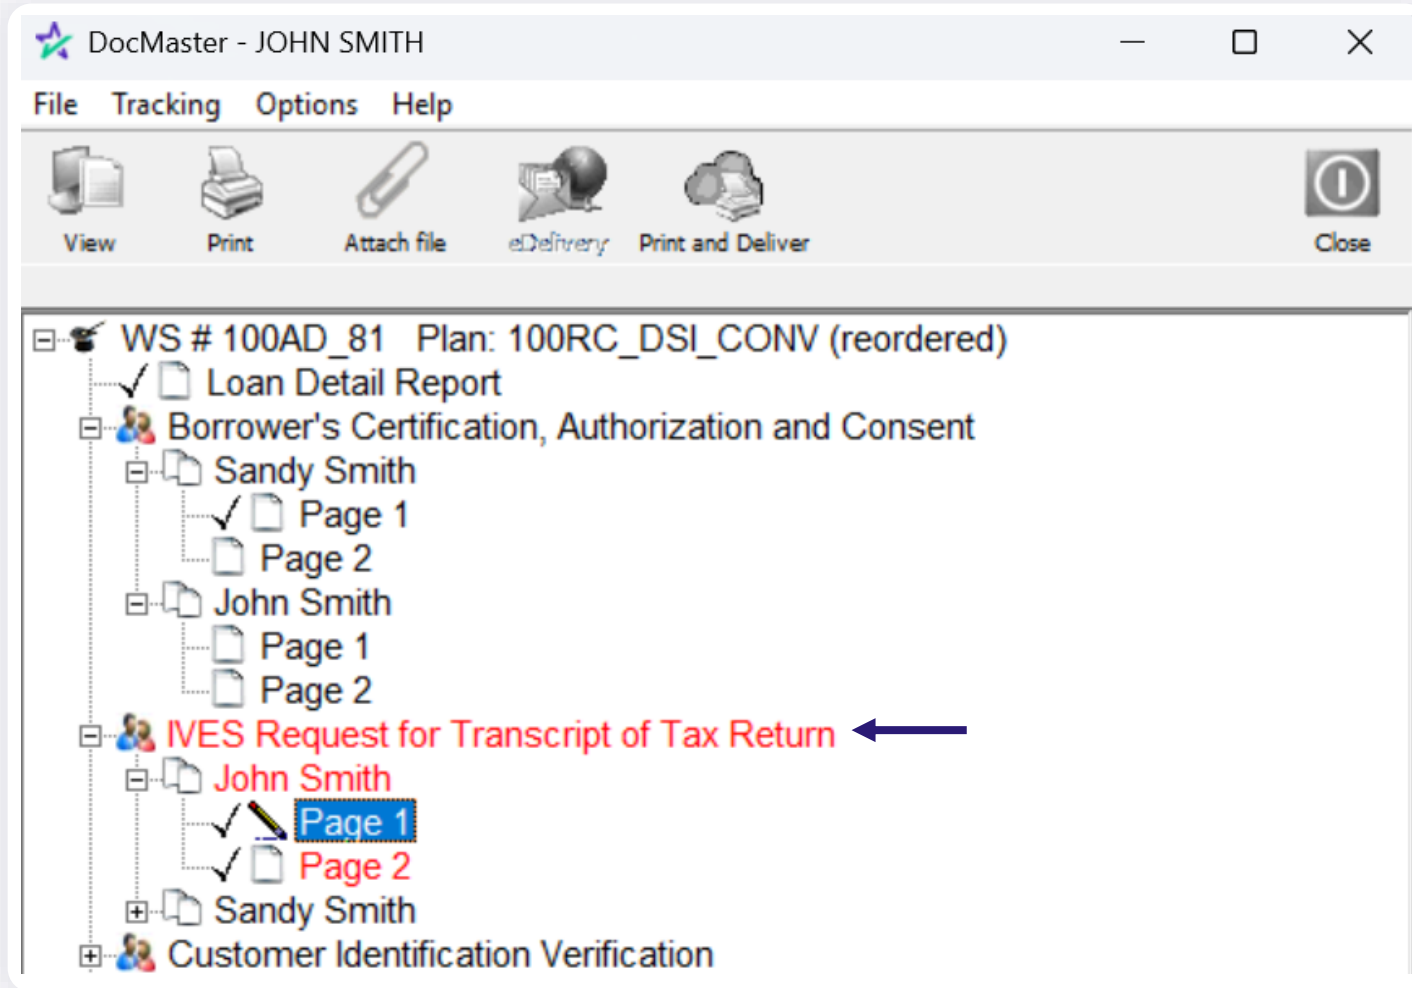 DocMaster - JOHN SMITH
File Tracking Options Help
View Print Attach file eDelivery Print and Deliver Close
WS # 100AD_81 Plan: 100RC_DSI_CONV (reordered)
Loan Detail Report
Borrower's Certification, Authorization and Consent
Sandy Smith
Page 1
Page 2
John Smith
Page 1
Page 2
IVES Request for Transcript of Tax Return
John Smith
Page 1
Page 2
Sandy Smith
Customer Identification Verification